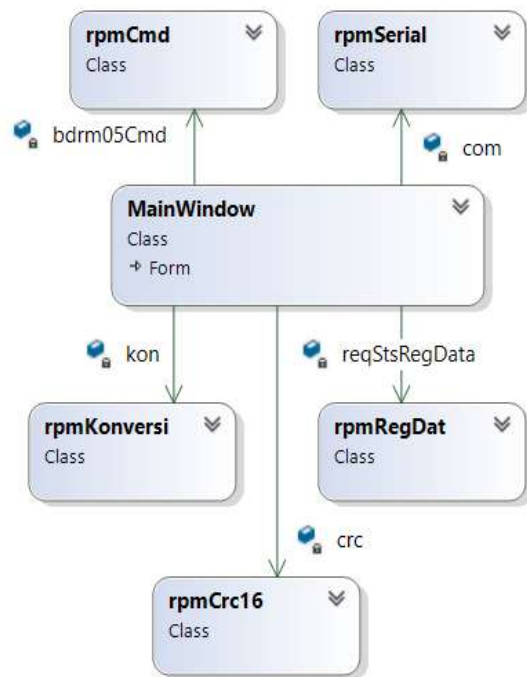 rpmCmd
Class
rpmSerial
Class
bdrm05Cmd
com
MainWindow
Class
Form
kon
reqStsRegData
rpmKonversi
Class
rpmRegDat
Class
crc
rpmCrc16
Class